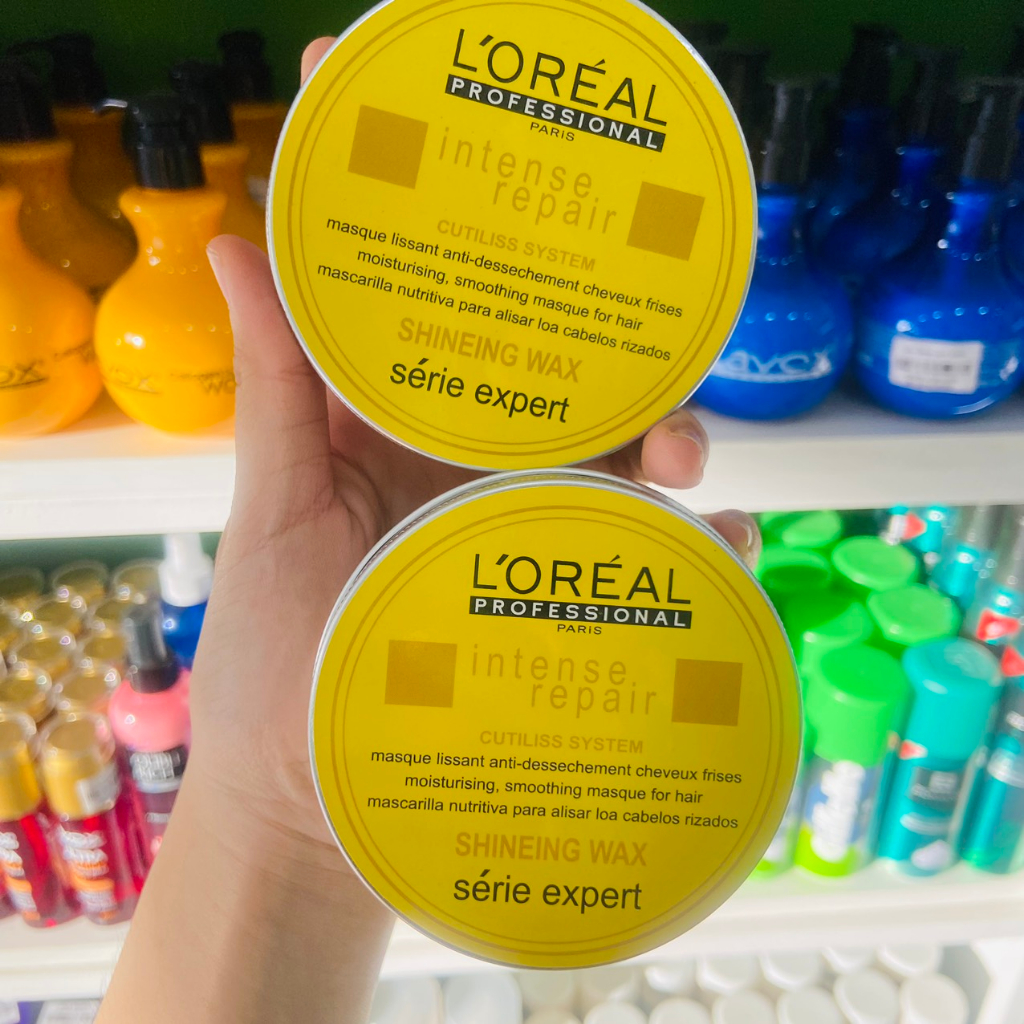 L'ORÉAL
PROFESSIONAL
PARIS
intense
repair
CUTILISS SYSTEM
masque lissant anti-dessechement cheveux frises
moisturising, smoothing masque for hair
mascarilla nutritiva para alisar loa cabelos rizados
SHINEING WAX
série expert
L'ORÉAL
PROFESSIONAL
PARIS
intense
repair
CUTILISS SYSTEM
masque lissant anti-dessechement cheveux frises
moisturising, smoothing masque for hair
mascarilla nutritiva para alisar loa cabelos rizados
SHINEING WAX
série expert